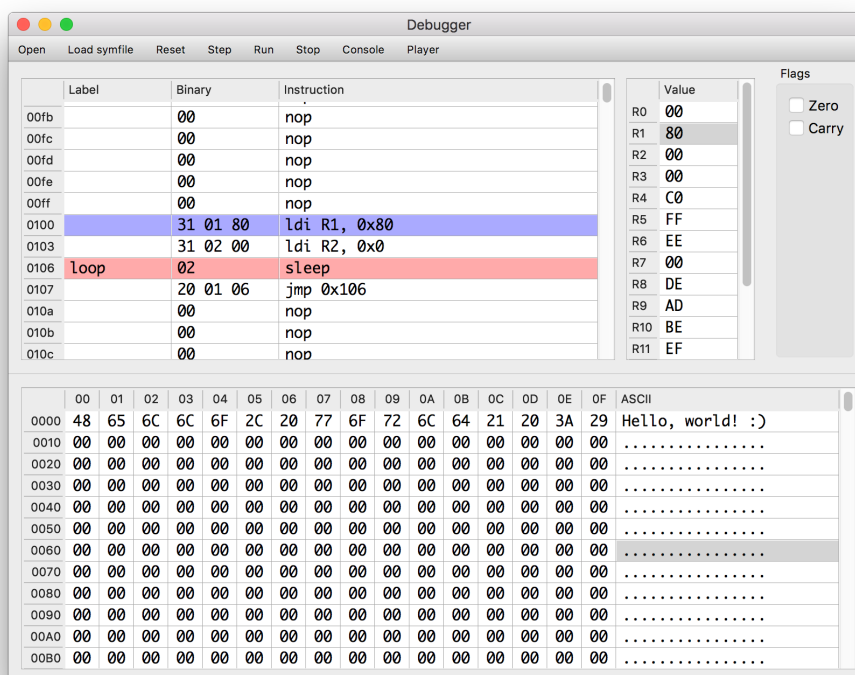 Debugger
Open Load symfile Reset Step Run Stop Console Player
Label Binary Instruction
00fb 00 nop
00fc 00 nop
00fd 00 nop
00fe 00 nop
00ff 00 nop
0100 31 01 80 ldi R1, 0x80
0103 31 02 00 ldi R2, 0x0
0106 loop 02 sleep
0107 20 01 06 jmp 0x106
010a 00 nop
010b 00 nop
010c 00 nop
Value
R0 00
R1 80
R2 00
R3 00
R4 C0
R5 FF
R6 EE
R7 00
R8 DE
R9 AD
R10 BE
R11 EF
Flags
Zero
Carry
00 01 02 03 04 05 06 07 08 09 0A 0B 0C 0D 0E 0F ASCII
0000 48 65 6C 6C 6F 2C 20 77 6F 72 6C 64 21 20 3A 29 Hello, world! :)
0010 00 00 00 00 00 00 00 00 00 00 00 00 00 00 00 00 ................
0020 00 00 00 00 00 00 00 00 00 00 00 00 00 00 00 00 ................
0030 00 00 00 00 00 00 00 00 00 00 00 00 00 00 00 00 ................
0040 00 00 00 00 00 00 00 00 00 00 00 00 00 00 00 00 ................
0050 00 00 00 00 00 00 00 00 00 00 00 00 00 00 00 00 ................
0060 00 00 00 00 00 00 00 00 00 00 00 00 00 00 00 00 ................
0070 00 00 00 00 00 00 00 00 00 00 00 00 00 00 00 00 ................
0080 00 00 00 00 00 00 00 00 00 00 00 00 00 00 00 00 ................
0090 00 00 00 00 00 00 00 00 00 00 00 00 00 00 00 00 ................
00A0 00 00 00 00 00 00 00 00 00 00 00 00 00 00 00 00 ................
00B0 00 00 00 00 00 00 00 00 00 00 00 00 00 00 00 00 ................